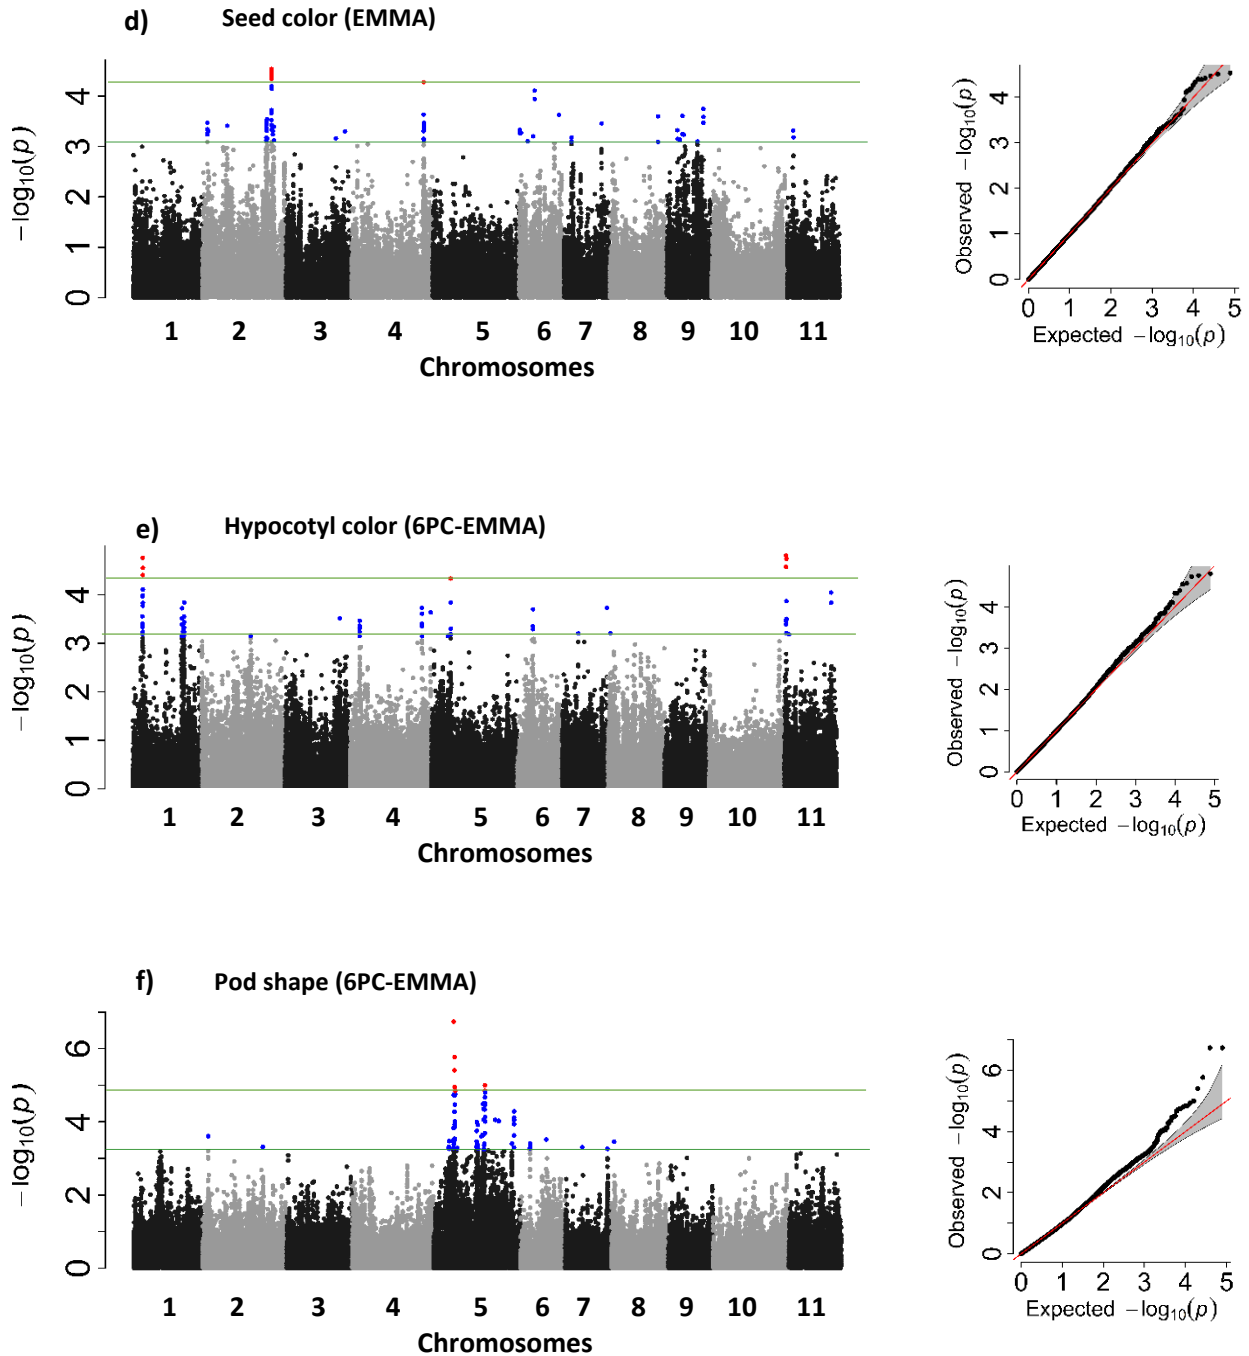 d) Seed color (EMMA)
−log10(p)
4
3
2
1
0
1 2 3 4 5 6 7 8 9 10 11
Chromosomes
Observed −log10(p)
4
3
2
1
0
0 1 2 3 4 5
Expected −log10(p)
e) Hypocotyl color (6PC-EMMA)
−log10(p)
4
3
2
1
0
1 2 3 4 5 6 7 8 9 10 11
Chromosomes
Observed −log10(p)
4
3
2
1
0
0 1 2 3 4 5
Expected −log10(p)
f) Pod shape (6PC-EMMA)
−log10(p)
6
4
2
0
1 2 3 4 5 6 7 8 9 10 11
Chromosomes
Observed −log10(p)
6
5
4
3
2
1
0
0 1 2 3 4 5
Expected −log10(p)